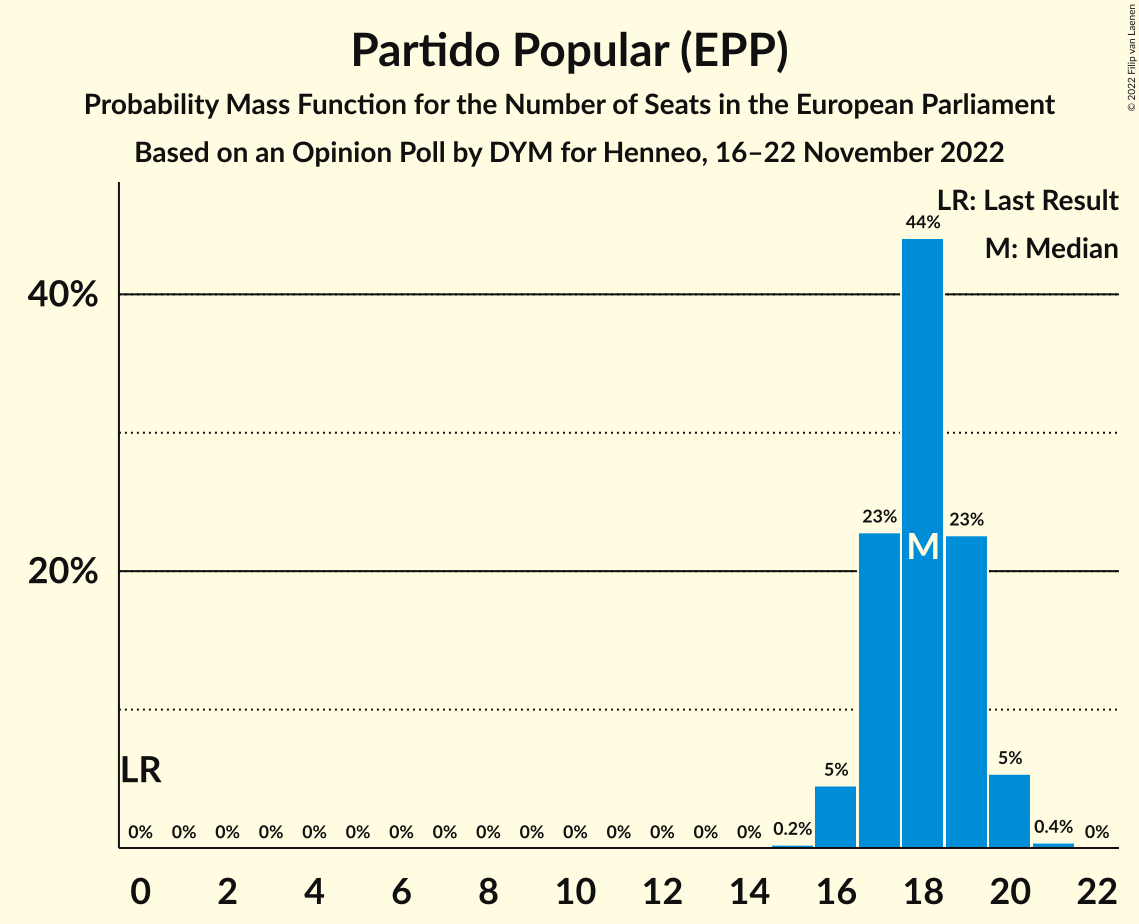 Partido Popular (EPP)
Probability Mass Function for the Number of Seats in the European Parliament
Based on an Opinion Poll by DYM for Henneo, 16–22 November 2022
© 2022 Filip van Laenen
LR: Last Result
M: Median
40%
20%
44%
23%
M
23%
LR
5%
5%
0% 0% 0% 0% 0% 0% 0% 0% 0% 0% 0% 0% 0% 0% 0% 0.2% 0.4% 0%
0 2 4 6 8 10 12 14 16 18 20 22